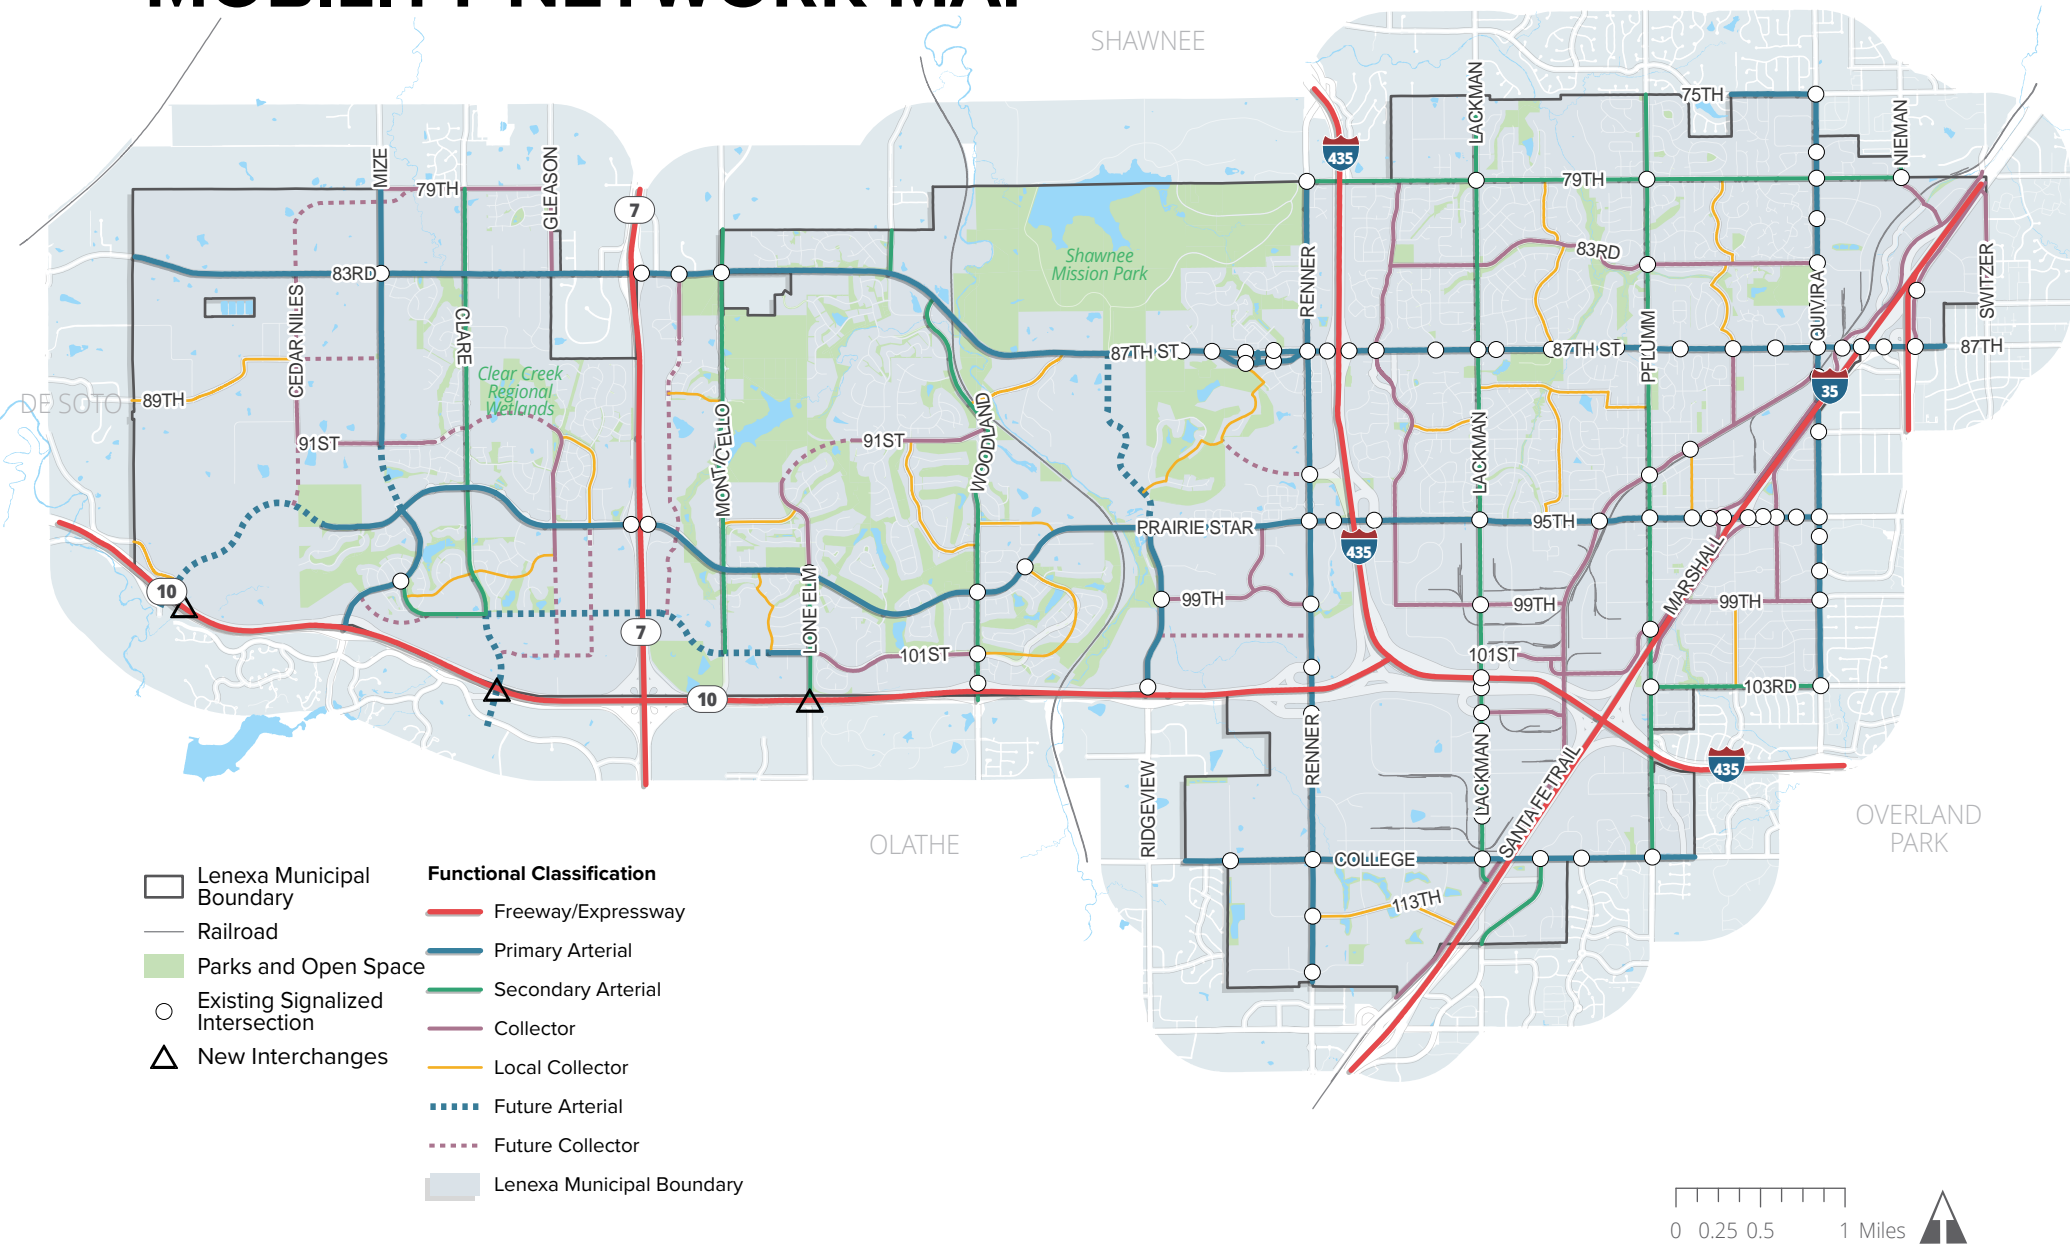 MOBILITY NETWORK MAP
SHAWNEE
LACKMAN
75TH
NIEMAN
435
MIZE
79TH
GLEASON
79TH
7
83RD
Shawnee
Mission Park
RENNER
83RD
SWITZER
83RD
CEDAR NILES
CLARE
QUIVIRA
PFLUMM
87TH ST
87TH ST
87TH
Clear Creek
Regional
Wetlands
35
DE SOTO
89TH
MONTICELLO
WOODLAND
91ST
91ST
LACKMAN
PRAIRIE STAR
95TH
435
MARSHALL
10
LONE ELM
99TH
99TH
99TH
7
101ST
101ST
10
103RD
RENNER
LACKMAN
SANTA FE TRAIL
435
RIDGEVIEW
OLATHE
OVERLAND
PARK
COLLEGE
113TH
Lenexa Municipal
Boundary
Railroad
Parks and Open Space
Existing Signalized
Intersection
New Interchanges
Functional Classification
Freeway/Expressway
Primary Arterial
Secondary Arterial
Collector
Local Collector
Future Arterial
Future Collector
Lenexa Municipal Boundary
0 0.25 0.5 1 Miles